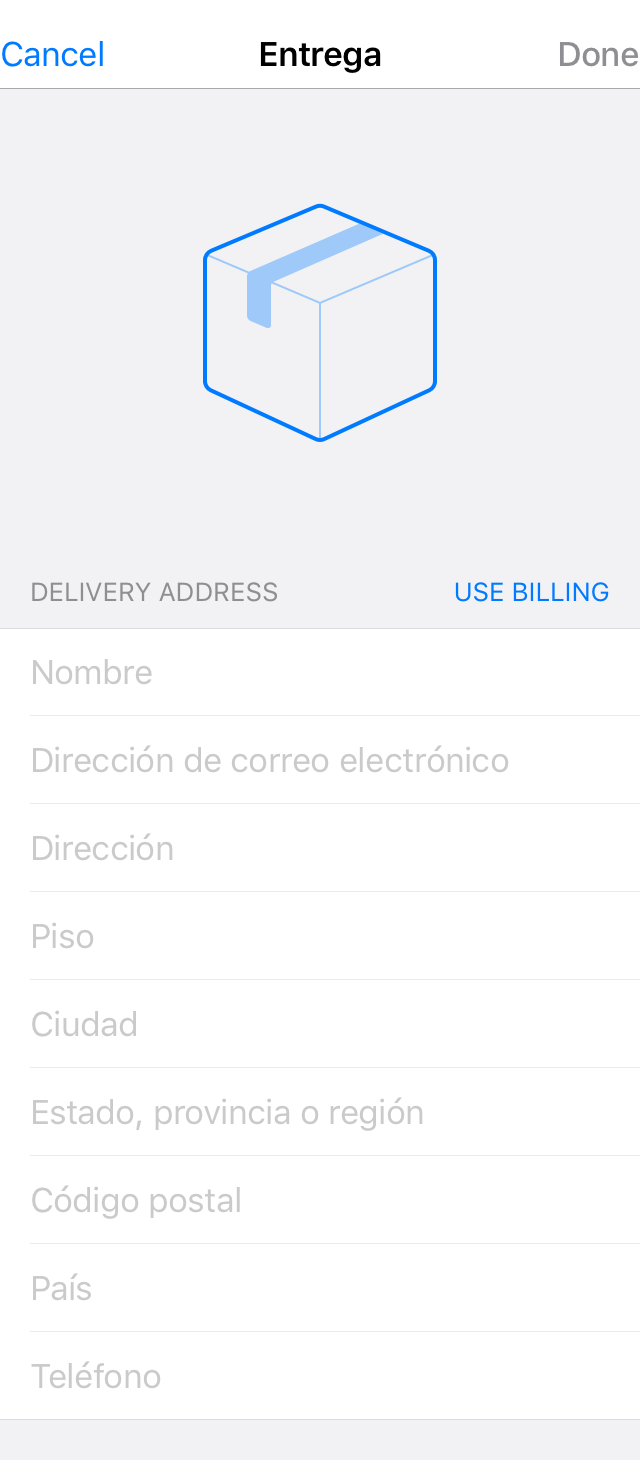 Cancel Entrega Done
DELIVERY ADDRESS USE BILLING
Nombre
Dirección de correo electrónico
Dirección
Piso
Ciudad
Estado, provincia o región
Código postal
País
Teléfono